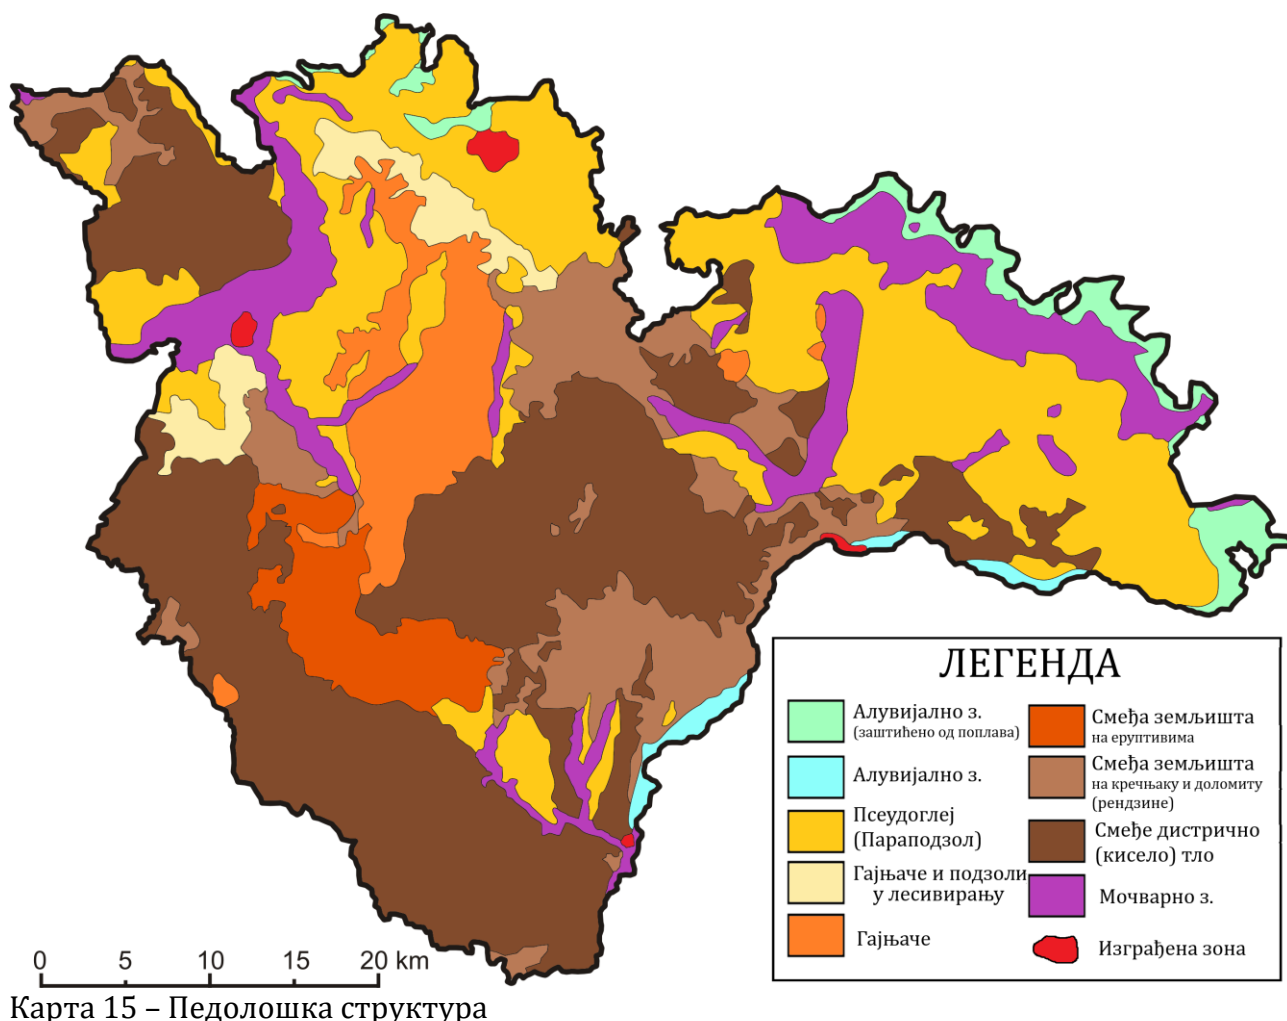 ЛЕГЕНДА
Алувијално з.
(заштићено од поплава)
Алувијално з.
Псеудоглеј
(Параподзол)
Гајњаче и подзоли
у лесивирању
Гајњаче
Смеђа земљишта
на еруптивима
Смеђа земљишта
на кречњаку и доломиту
(рендзине)
Смеђе дистрично
(кисело) тло
Мочварно з.
Изграђена зона
0 5 10 15 20 km
Карта 15 – Педолошка структура